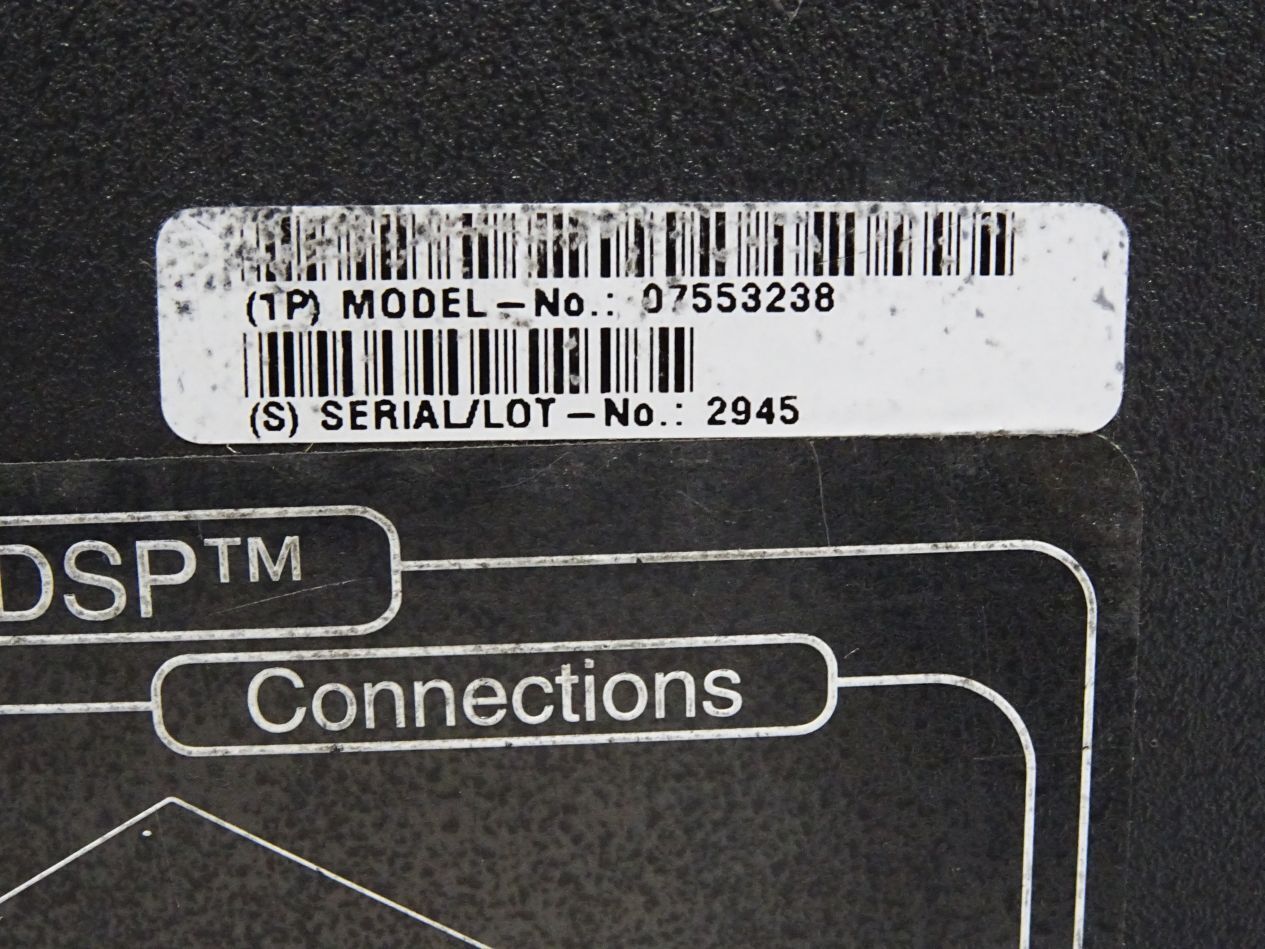 (1P) MODEL-No.: 07553238
(S) SERIAL/LOT-No.: 2945
DSP™
Connections